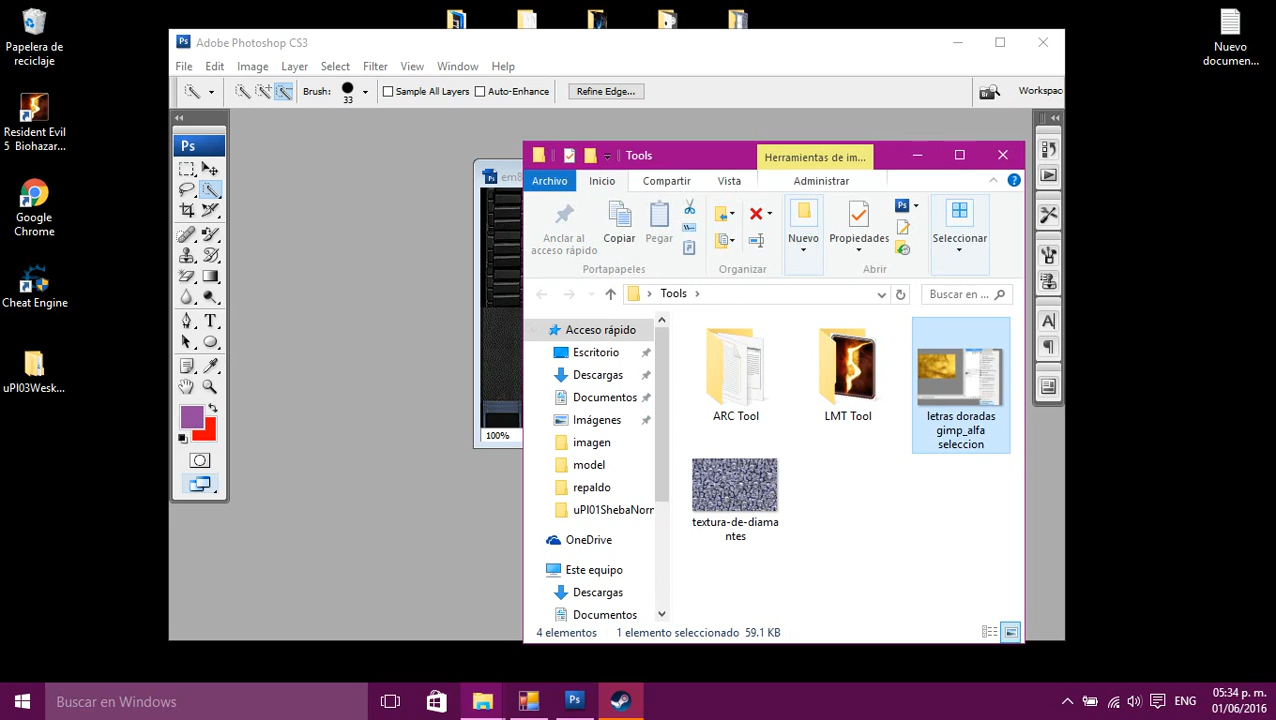 Papelera de
reciclaje
Resident Evil
5 Biohazar...
Google
Chrome
Cheat Engine
uPl03Wesk...
Nuevo
documen...
Ps Adobe Photoshop CS3
File Edit Image Layer Select Filter View Window Help
Brush: 33 Sample All Layers Auto-Enhance Refine Edge... Workspac
Ps
T
100%
Tools Herramientas de im...
Archivo Inicio Compartir Vista Administrar
Anclar al
acceso rápido
Copiar
Pegar
Nuevo
Propiedades
Seleccionar
Portapapeles Organizar Abrir
Tools
Buscar en ...
Acceso rápido
Escritorio
Descargas
Documentos
Imágenes
imagen
model
repaldo
uPl01ShebaNorn
OneDrive
Este equipo
Descargas
Documentos
ARC Tool
LMT Tool
letras doradas
gimp_alfa
seleccion
textura-de-diama
ntes
4 elementos 1 elemento seleccionado 59.1 KB
Buscar en Windows
Ps
ENG
05:34 p. m.
01/06/2016